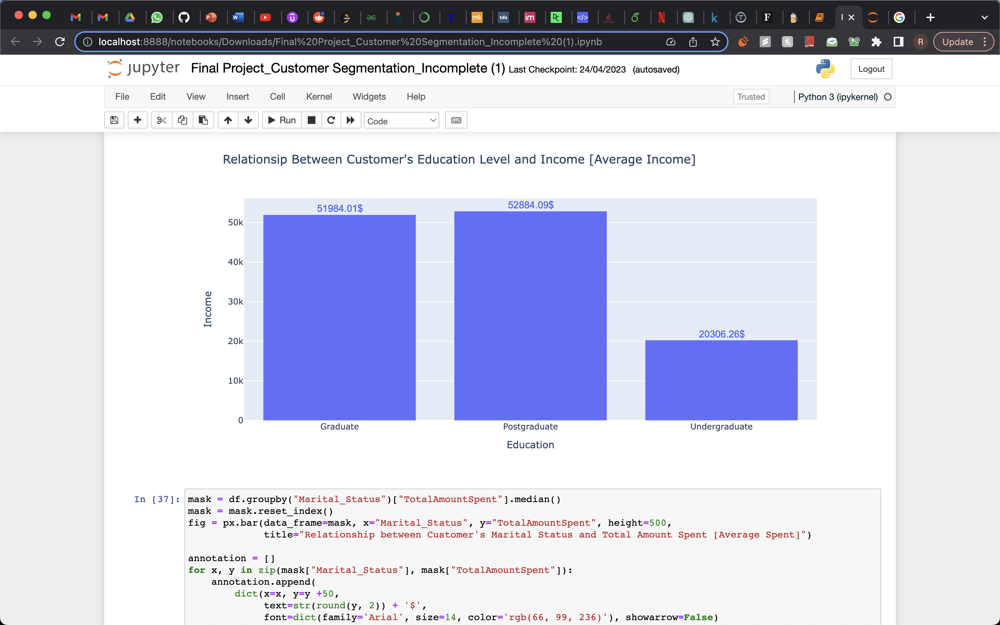 mk tds im </> STEVENS k T F
localhost:8888/notebooks/Downloads/Final%20Project_Customer%20Segmentation_Incomplete%20(1).ipynb R Update
jupyter Final Project_Customer Segmentation_Incomplete (1) Last Checkpoint: 24/04/2023 (autosaved) Logout
File Edit View Insert Cell Kernel Widgets Help Trusted Python 3 (ipykernel)
Run Code
Relationsip Between Customer's Education Level and Income [Average Income]
52884.09$
51984.01$
50k
40k
30k
Income
20306.26$
20k
10k
0
Graduate Postgraduate Undergraduate
Education
In [37]: mask = df.groupby("Marital_Status")["TotalAmountSpent"].median()
mask = mask.reset_index()
fig = px.bar(data_frame=mask, x="Marital_Status", y="TotalAmountSpent", height=500,
title="Relationship between Customer's Marital Status and Total Amount Spent [Average Spent]")
annotation = []
for x, y in zip(mask["Marital_Status"], mask["TotalAmountSpent"]):
annotation.append(
dict(x=x, y=y +50,
text=str(round(y, 2)) + '$',
font=dict(family='Arial', size=14, color='rgb(66, 99, 236)'), showarrow=False)